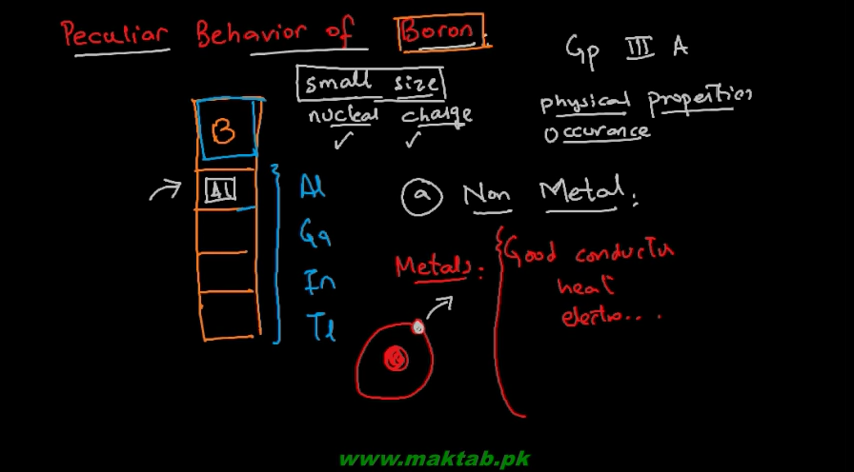 Peculiar Behavior of Boron.
Gp III A
small size
nuclear charge
physical properties
occurance
B
Al
Al
Ga
In
Tl
a Non Metal:
Metals:
Good conductu
heat
electro....
www.maktab.pk